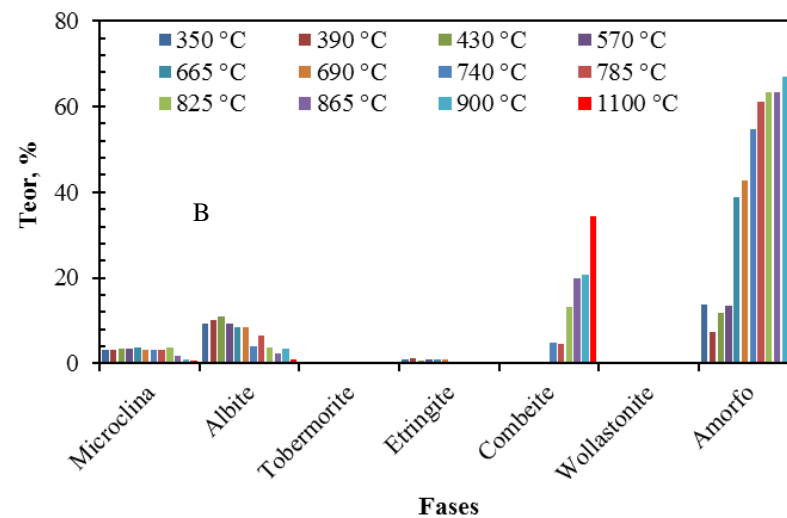 80
350 °C 390 °C 430 °C 570 °C
665 °C 690 °C 740 °C 785 °C
825 °C 865 °C 900 °C 1100 °C
60
Teor, %
40
B
20
0
Microclina
Albite
Tobermorite
Etringite
Combeite
Wollastonite
Amorfo
Fases